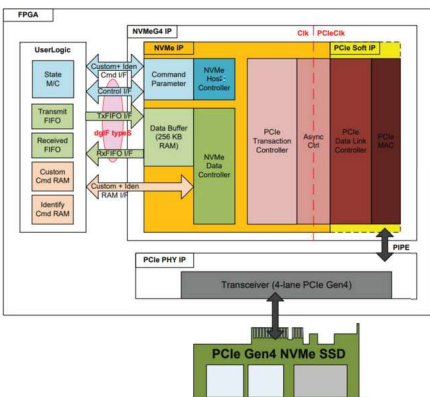 FPGA
NVMeG4 IP
Clk
PCIeClk
UserLogic
NVMe IP
PCIe Soft IP
State
M/C
Custom+ Iden
Cmd I/F
Control I/F
Command
Parameter
NVMe
Host
Controller
Transmit
FIFO
TxFIFO I/F
dgIF typeS
Received
FIFO
RxFIFO I/F
Data Buffer
(256 KB
RAM)
NVMe
Data
Controller
PCIe
Transaction
Controller
Async
Ctrl
PCIe
Data Link
Controller
PCIe
MAC
Custom
Cmd RAM
Custom + Iden
RAM I/F
Identify
Cmd RAM
PIPE
PCIe PHY IP
Transceiver (4-lane PCIe Gen4)
PCIe Gen4 NVMe SSD